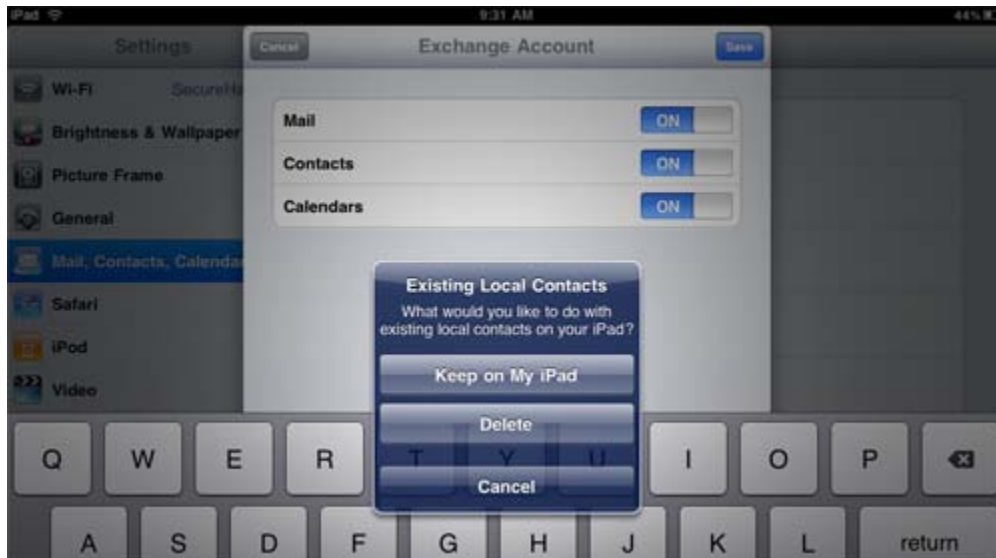 iPad 9:31 AM 44%
Settings
Cancel Exchange Account Save
Wi-Fi
Brightness & Wallpaper
Picture Frame
General
Mail, Contacts, Calendar
Safari
iPod
Video
Mail ON
Contacts ON
Calendars ON
Existing Local Contacts
What would you like to do with
existing local contacts on your iPad?
Keep on My iPad
Delete
Cancel
Q W E R T Y U I O P
A S D F G H J K L return